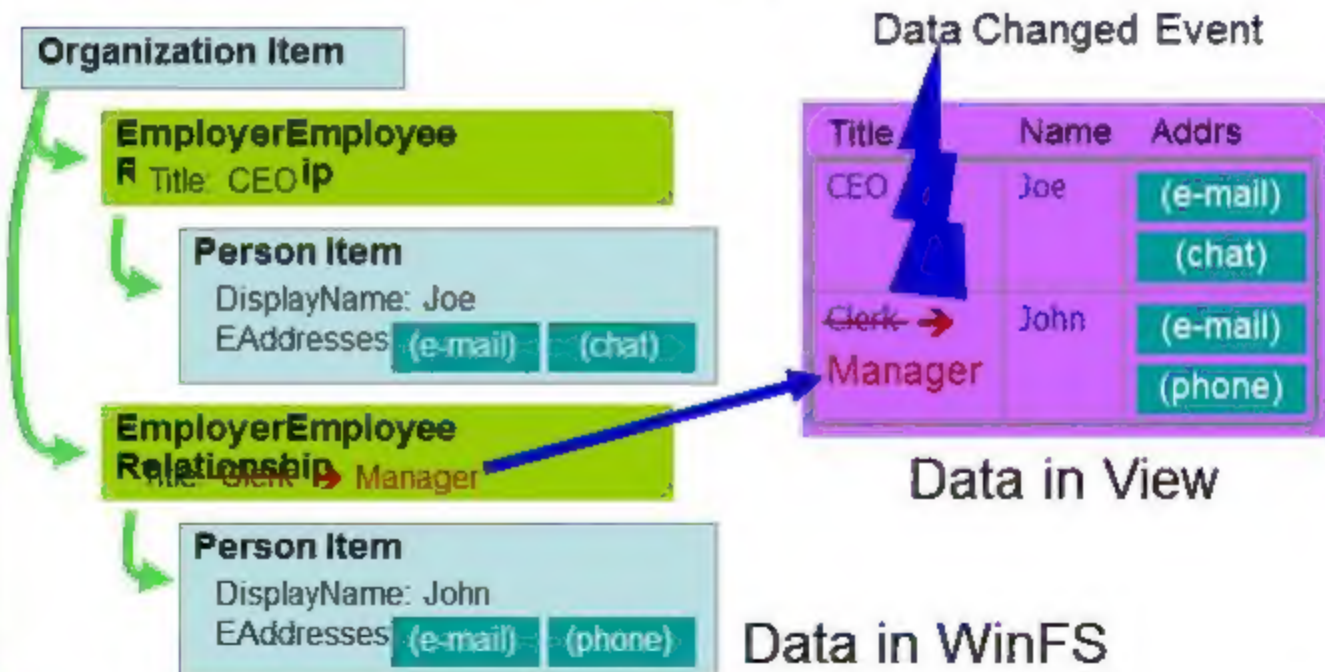 Organization Item
EmployerEmployee
Title: CEO
Person Item
DisplayName: Joe
EAddresses (e-mail) (chat)
EmployerEmployee
Relationship
Title: Clerk → Manager
Person Item
DisplayName: John
EAddresses (e-mail) (phone)
Data in WinFS
Data Changed Event
Title Name Addrs
CEO Joe (e-mail)
(chat)
Clerk → John (e-mail)
Manager (phone)
Data in View